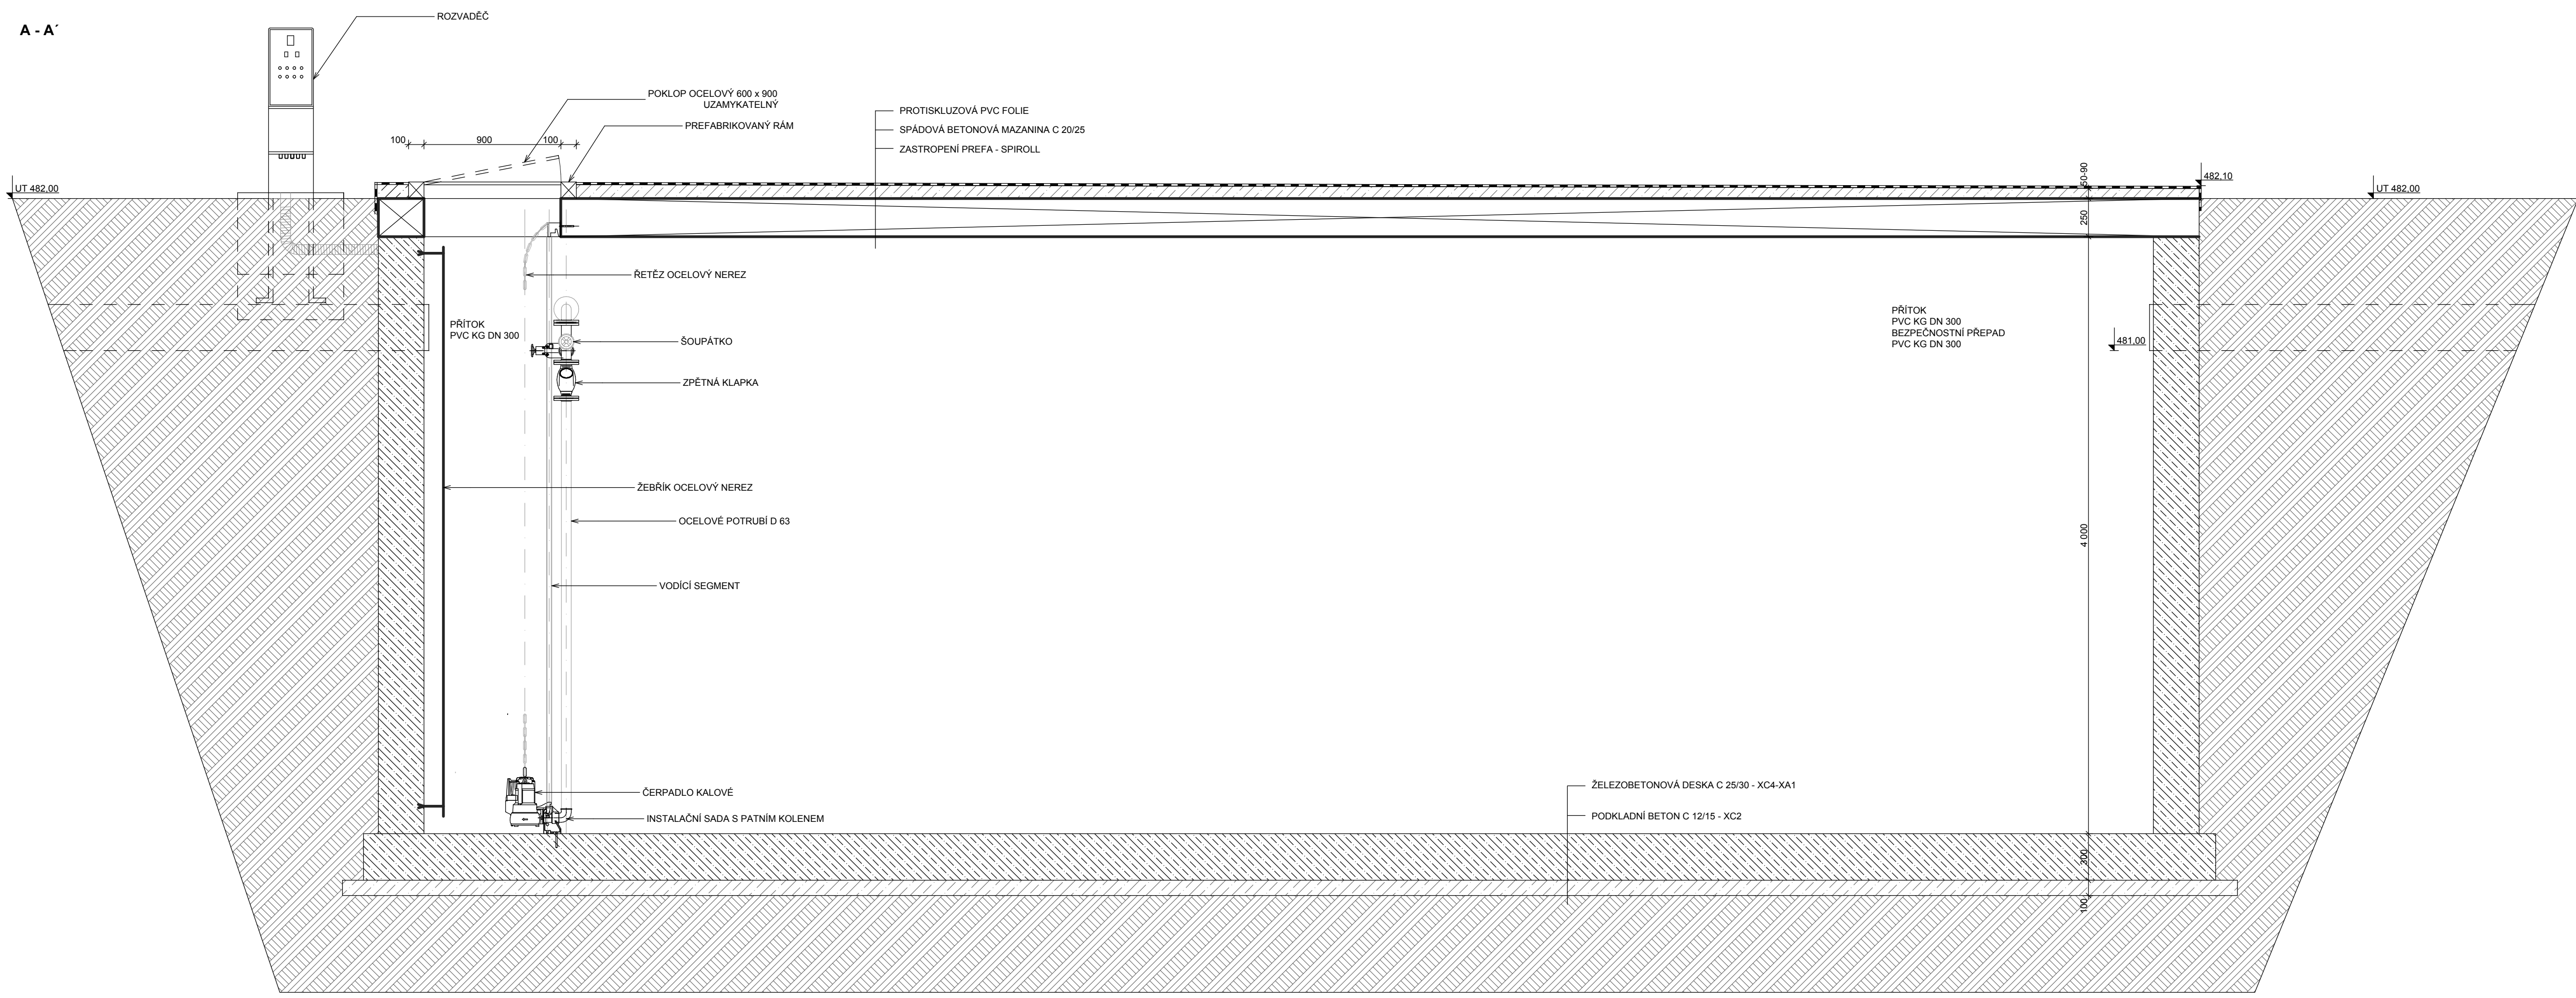 A - A´
ROZVADĚČ
POKLOP OCELOVÝ 600 x 900
UZAMYKATELNÝ
PREFABRIKOVANÝ RÁM
100
900
100
PROTISKLUZOVÁ PVC FOLIE
SPÁDOVÁ BETONOVÁ MAZANINA C 20/25
ZASTROPENÍ PREFA - SPIROLL
UT 482,00
50-90
482,10
UT 482,00
250
ŘETĚZ OCELOVÝ NEREZ
PŘÍTOK
PVC KG DN 300
ŠOUPÁTKO
ZPĚTNÁ KLAPKA
PŘÍTOK
PVC KG DN 300
BEZPEČNOSTNÍ PŘEPAD
PVC KG DN 300
481,00
ŽEBŘÍK OCELOVÝ NEREZ
OCELOVÉ POTRUBÍ D 63
4 000
VODÍCÍ SEGMENT
ČERPADLO KALOVÉ
INSTALAČNÍ SADA S PATNÍM KOLENEM
ŽELEZOBETONOVÁ DESKA C 25/30 - XC4-XA1
PODKLADNÍ BETON C 12/15 - XC2
300
100